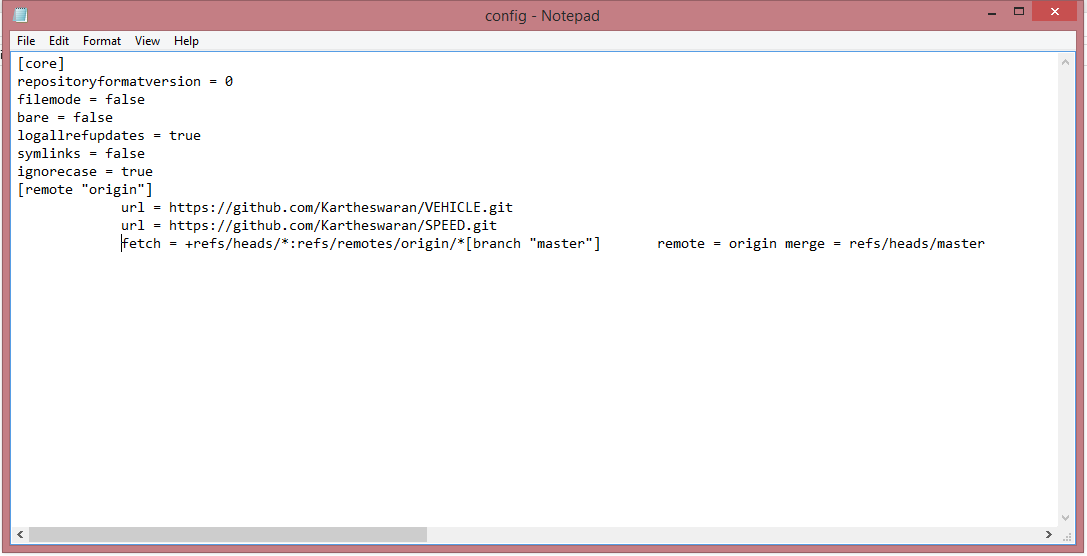 config - Notepad
File Edit Format View Help
[core]
repositoryformatversion = 0
filemode = false
bare = false
logallrefupdates = true
symlinks = false
ignorecase = true
[remote "origin"]
url = https://github.com/Kartheswaran/VEHICLE.git
url = https://github.com/Kartheswaran/SPEED.git
fetch = +refs/heads/*:refs/remotes/origin/*[branch "master"] remote = origin merge = refs/heads/master